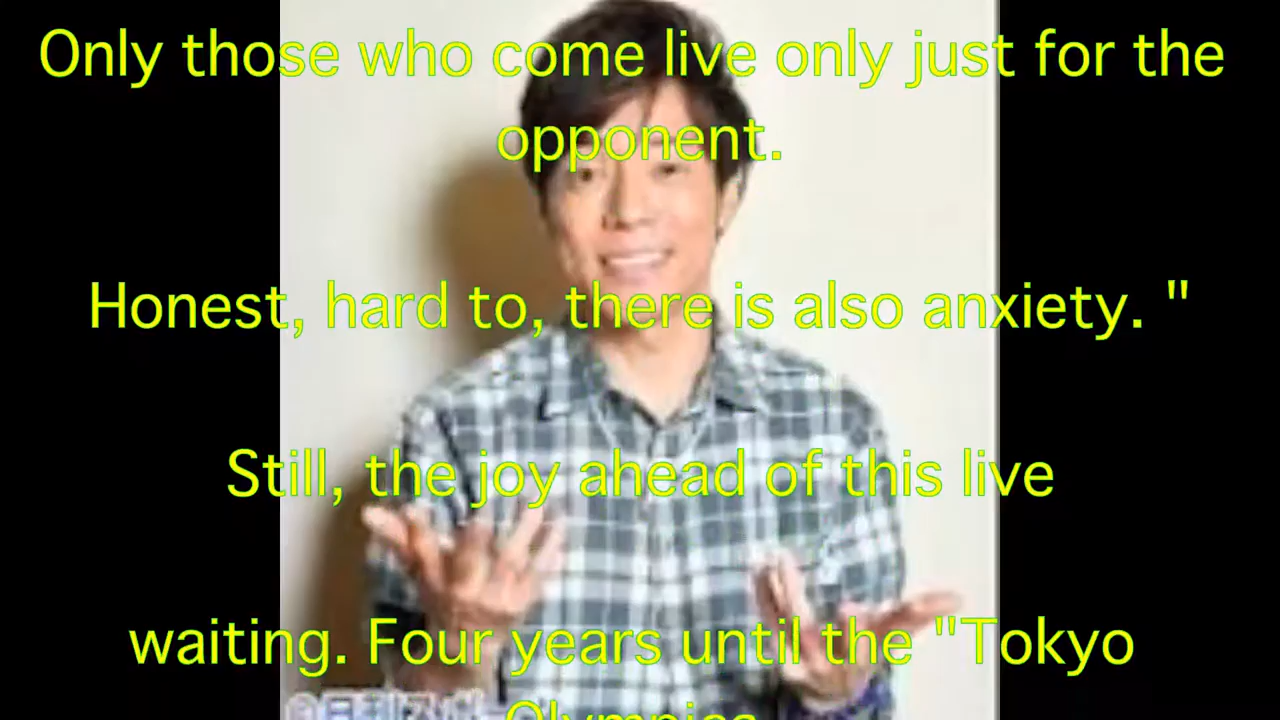 Only those who come live only just for the
opponent.
Honest, hard to, there is also anxiety. "
Still, the joy ahead of this live
waiting. Four years until the "Tokyo
Olympics